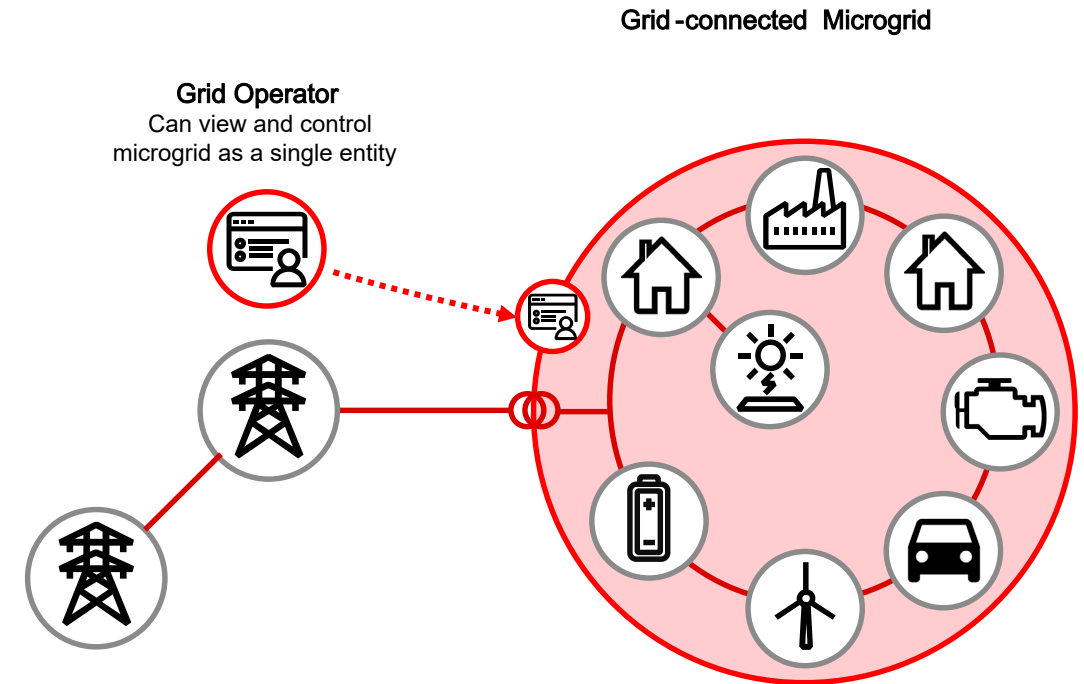 Grid-connected Microgrid
Grid Operator
Can view and control
microgrid as a single entity